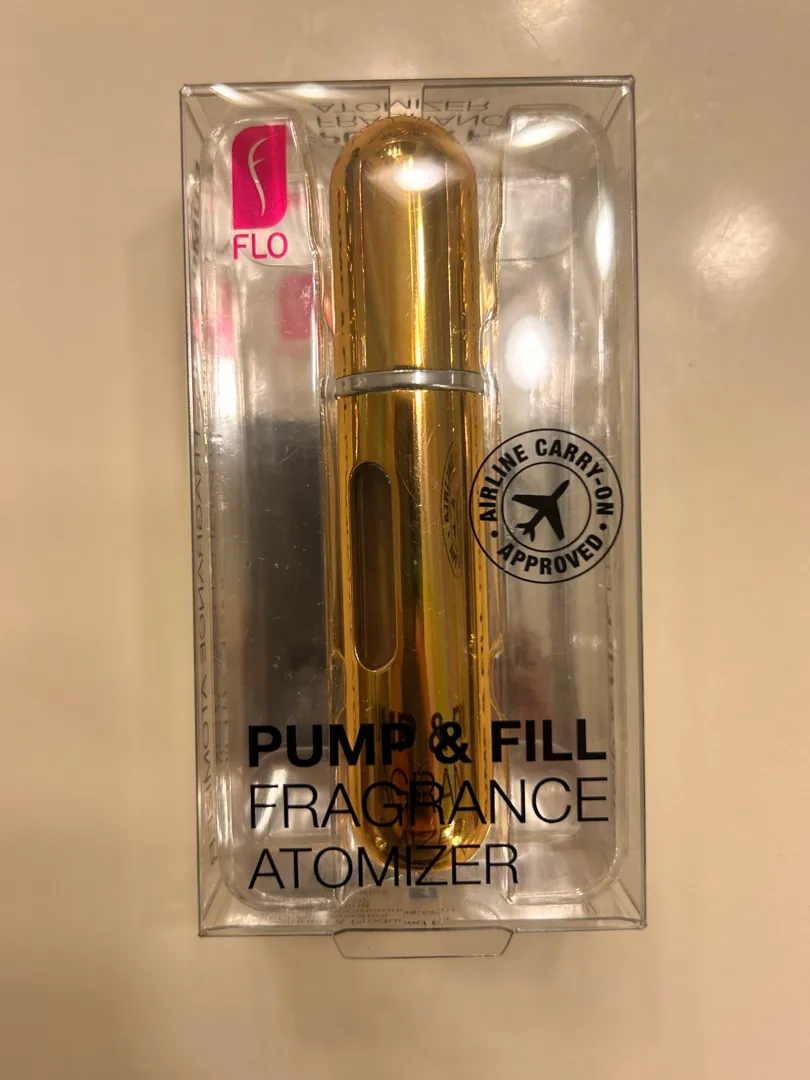 FLO
AIRLINE CARRY-ON
• APPROVED •
PUMP & FILL
FRAGRANCE
ATOMIZER